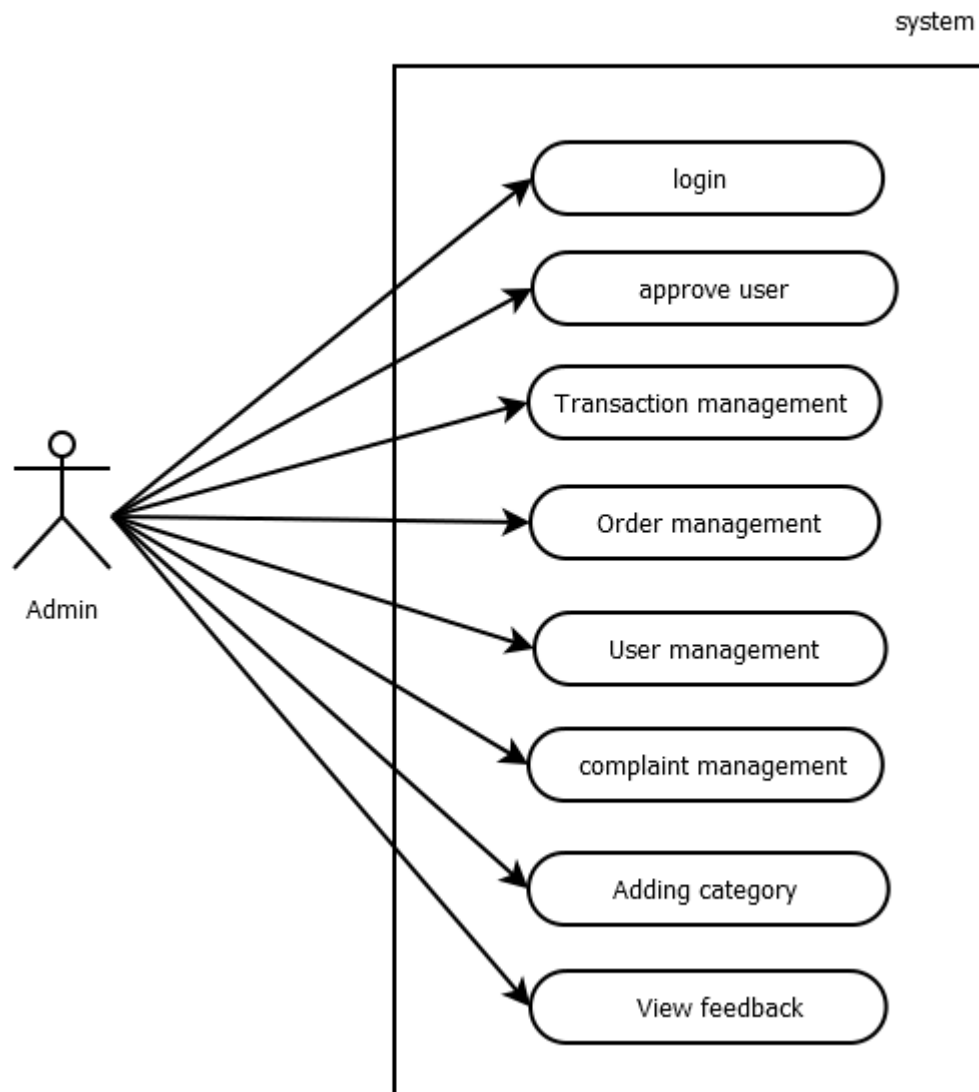 system
login
approve user
Transaction management
Order management
Admin
User management
complaint management
Adding category
View feedback